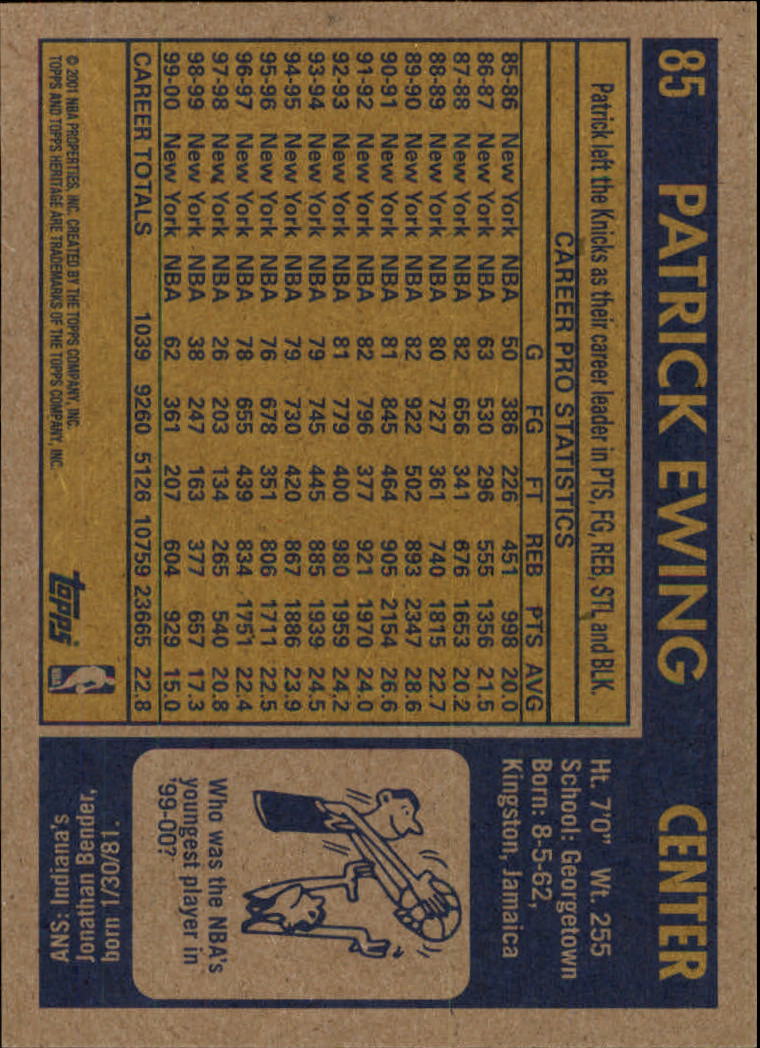 85 PATRICK EWING CENTER
Patrick left the Knicks as their career leader in PTS, FG, REB, STL and BLK.
CAREER PRO STATISTICS
G FG FT REB PTS AVG
85-86 New York NBA 50 386 226 451 998 20.0
86-87 New York NBA 63 530 296 555 1356 21.5
87-88 New York NBA 82 656 341 676 1653 20.2
88-89 New York NBA 80 727 361 740 1815 22.7
89-90 New York NBA 82 922 502 893 2347 28.6
90-91 New York NBA 81 845 464 905 2154 26.6
91-92 New York NBA 82 796 377 921 1970 24.0
92-93 New York NBA 81 779 400 980 1959 24.2
93-94 New York NBA 79 745 445 885 1939 24.5
94-95 New York NBA 79 730 420 867 1886 23.9
95-96 New York NBA 76 678 351 806 1711 22.5
96-97 New York NBA 78 655 439 834 1751 22.4
97-98 New York NBA 26 203 134 265 540 20.8
98-99 New York NBA 38 247 163 377 657 17.3
99-00 New York NBA 62 361 207 604 929 15.0
CAREER TOTALS 1039 9260 5126 10759 23665 22.8
© 2001 NBA PROPERTIES, INC. CREATED BY THE TOPPS COMPANY, INC.
TOPPS AND TOPPS HERITAGE ARE TRADEMARKS OF THE TOPPS COMPANY, INC.
topps
NBA
Ht. 7'0" Wt. 255
School: Georgetown
Born: 8-5-62,
Kingston, Jamaica
Who was the NBA's
youngest player in
'99-00?
ANS: Indiana's
Jonathan Bender,
born 1/30/81.